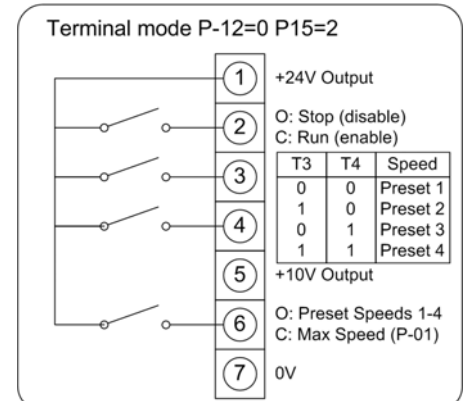 Terminal mode P-12=0 P15=2
1 +24V Output
2 O: Stop (disable)
C: Run (enable)
3 T3 T4 Speed
0 0 Preset 1
1 0 Preset 2
4 0 1 Preset 3
1 1 Preset 4
5 +10V Output
6 O: Preset Speeds 1-4
C: Max Speed (P-01)
7 0V